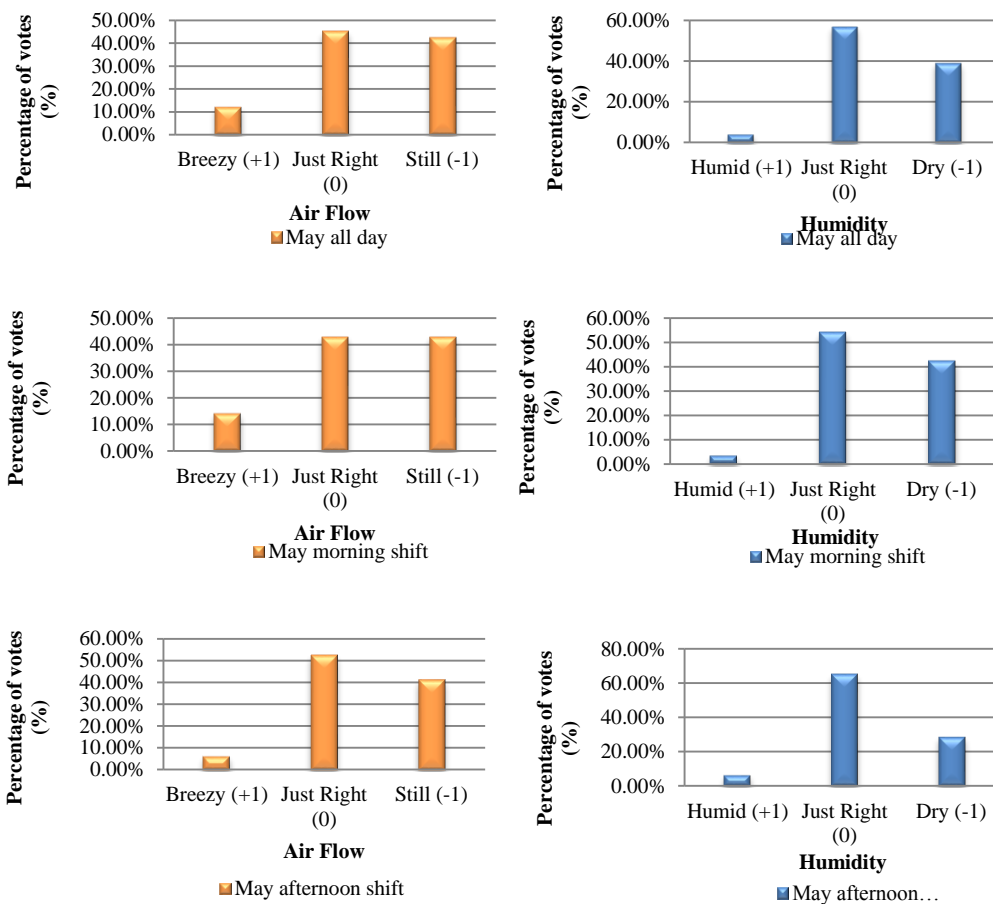 Percentage of votes
(%)
50.00%
40.00%
30.00%
20.00%
10.00%
0.00%
Breezy (+1) Just Right Still (-1)
(0)
Air Flow
May all day
Percentage of votes
(%)
60.00%
40.00%
20.00%
0.00%
Humid (+1) Just Right Dry (-1)
(0)
Humidity
May all day
Percentage of votes
(%)
50.00%
40.00%
30.00%
20.00%
10.00%
0.00%
Breezy (+1) Just Right Still (-1)
(0)
Air Flow
May morning shift
Percentage of votes
(%)
60.00%
50.00%
40.00%
30.00%
20.00%
10.00%
0.00%
Humid (+1) Just Right Dry (-1)
(0)
Humidity
May morning shift
Percentage of votes
(%)
60.00%
50.00%
40.00%
30.00%
20.00%
10.00%
0.00%
Breezy (+1) Just Right Still (-1)
(0)
Air Flow
May afternoon shift
Percentage of votes
(%)
80.00%
60.00%
40.00%
20.00%
0.00%
Humid (+1) Just Right Dry (-1)
(0)
Humidity
May afternoon…